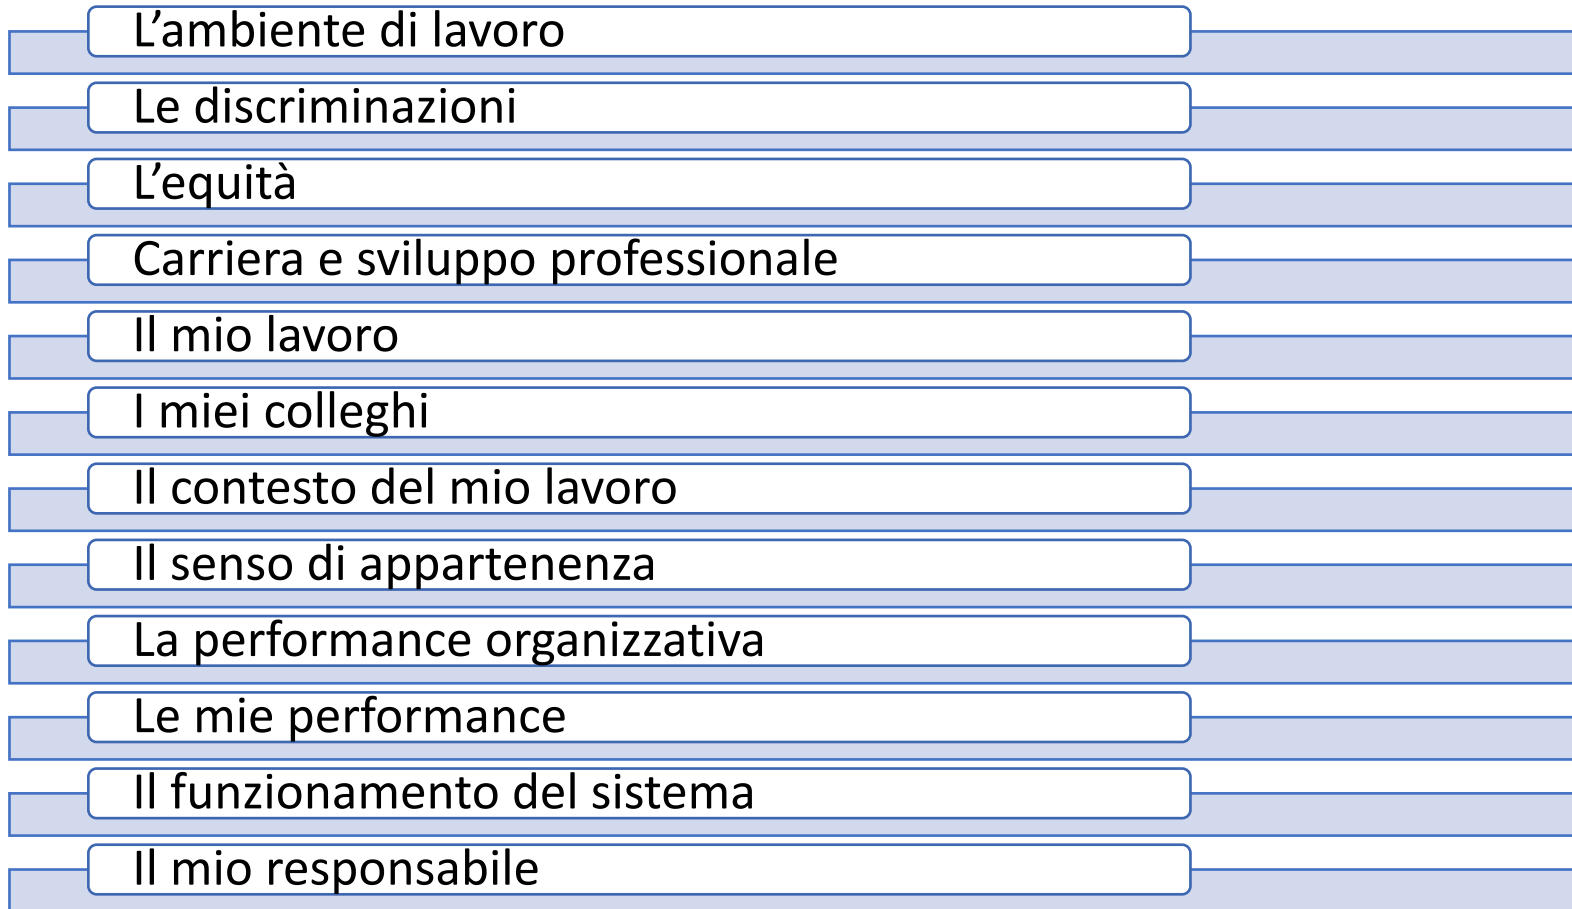 L’ambiente di lavoro
Le discriminazioni
L’equità
Carriera e sviluppo professionale
Il mio lavoro
I miei colleghi
Il contesto del mio lavoro
Il senso di appartenenza
La performance organizzativa
Le mie performance
Il funzionamento del sistema
Il mio responsabile